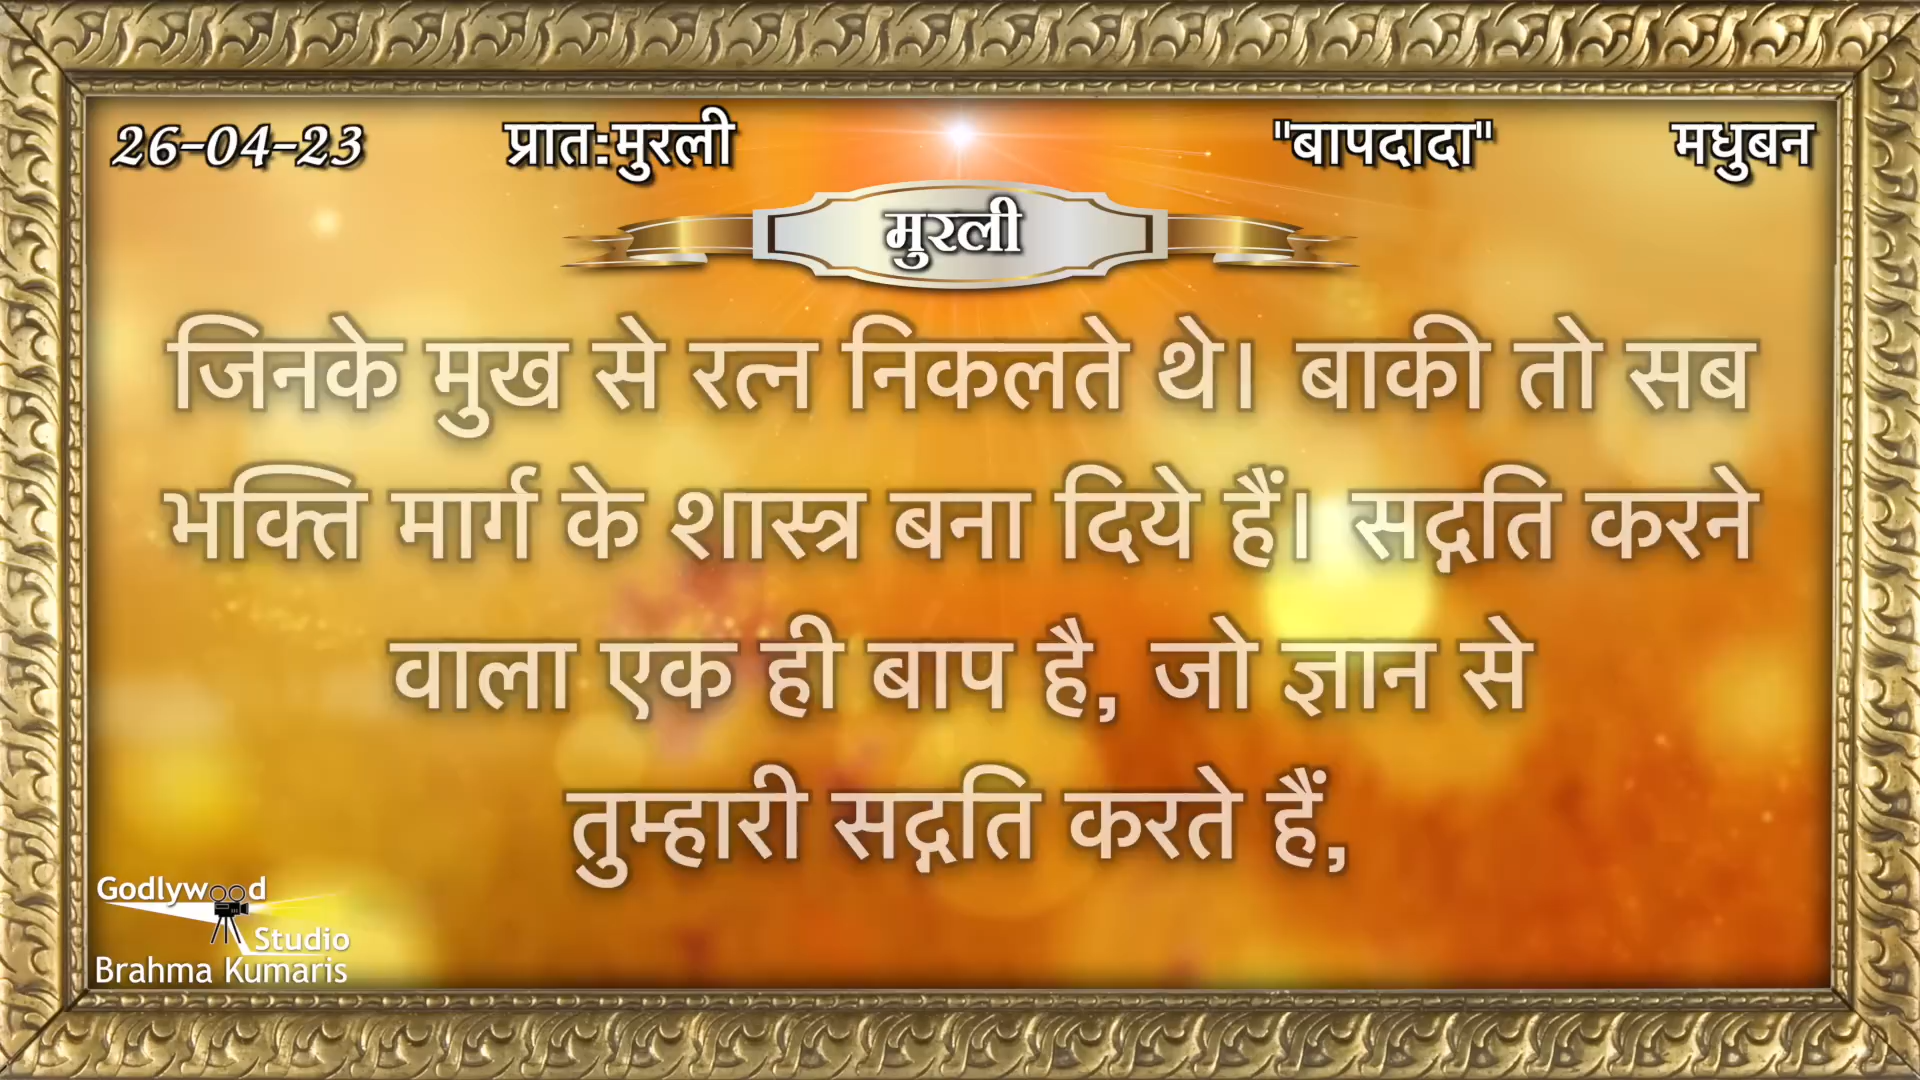 26-04-23 प्रात:मुरली "बापदादा" मधुबन
मुरली
जिनके मुख से रत्न निकलते थे। बाकी तो सब
भक्ति मार्ग के शास्त्र बना दिये हैं। सद्गति करने
वाला एक ही बाप है, जो ज्ञान से
तुम्हारी सद्गति करते हैं,
Godlywood
Studio
Brahma Kumaris